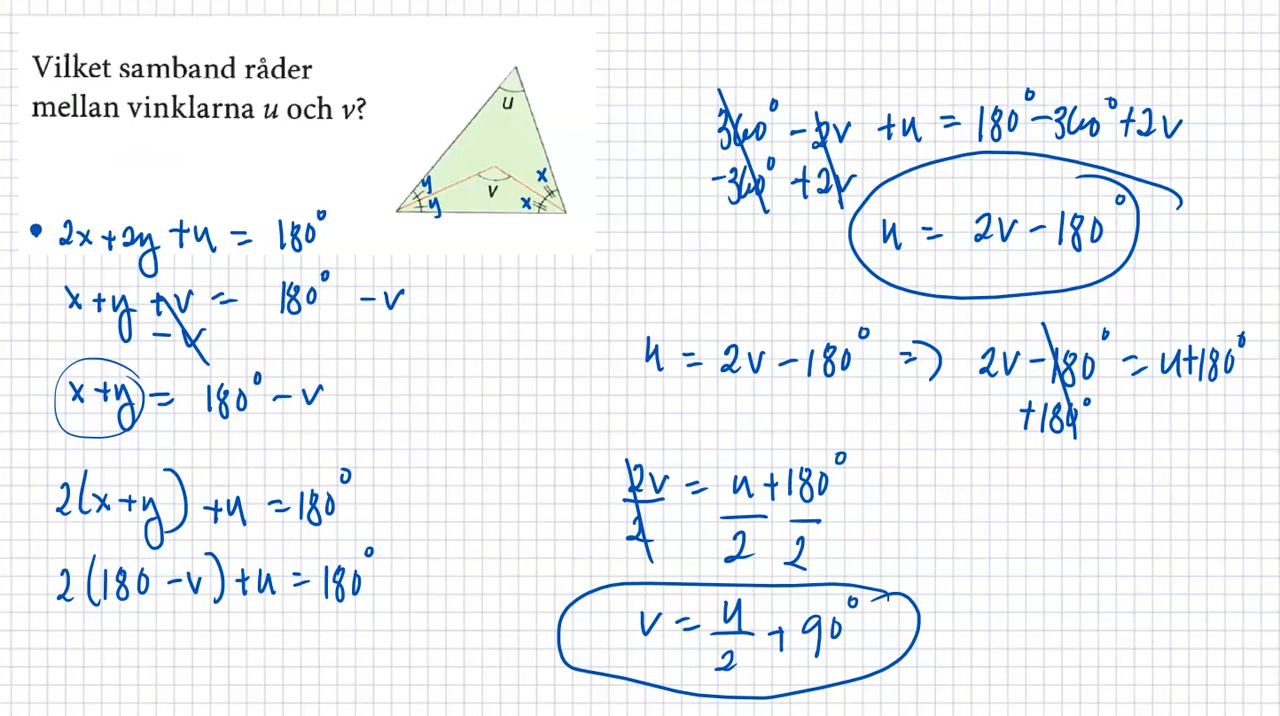 Vilket samband råder
mellan vinklarna u och v?
u
y
y
v
x
x
• 2x+2y+u = 180°
x+y+v = 180° -v
-v
x+y = 180° -v
2(x+y) +u =180°
2(180 -v)+u = 180°
360° -2v +u = 180°-360°+2v
-360° +2v
u = 2v-180°
u = 2v-180° => 2v-180° = u+180°
+180°
2v = u+180°
2 2 2
v = u/2 + 90°